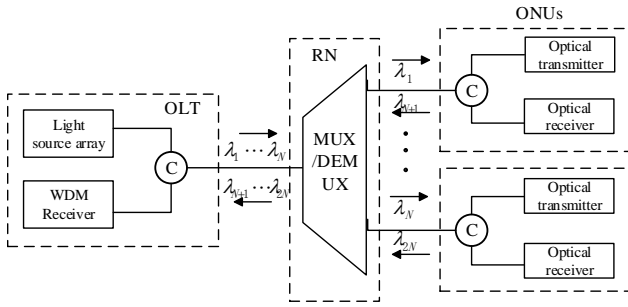 ONUs
RN
OLT
Light
source array
C
WDM
Receiver
λ1 ⋯ λN
λN+1 ⋯ λ2N
MUX
/DEM
UX
λ1
λN+1
λN
λ2N
Optical
transmitter
C
Optical
receiver
Optical
transmitter
C
Optical
receiver